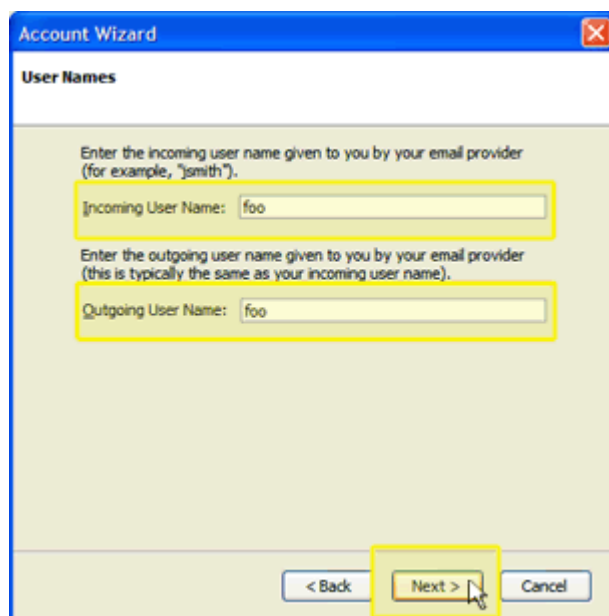 Account Wizard
User Names
Enter the incoming user name given to you by your email provider
(for example, "jsmith").
Incoming User Name: foo
Enter the outgoing user name given to you by your email provider
(this is typically the same as your incoming user name).
Outgoing User Name: foo
< Back Next > Cancel